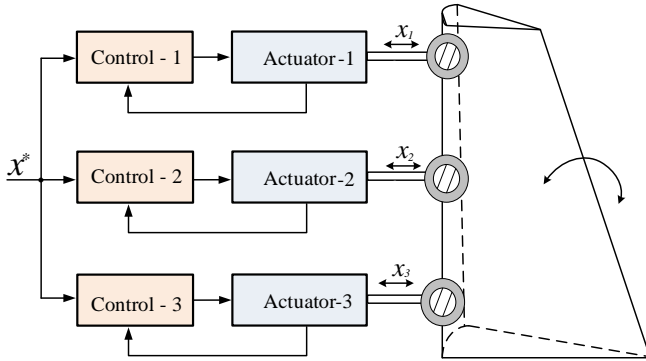 Control - 1
Actuator-1
x₁
x*
Control - 2
Actuator-2
x₂
Control - 3
Actuator-3
x₃